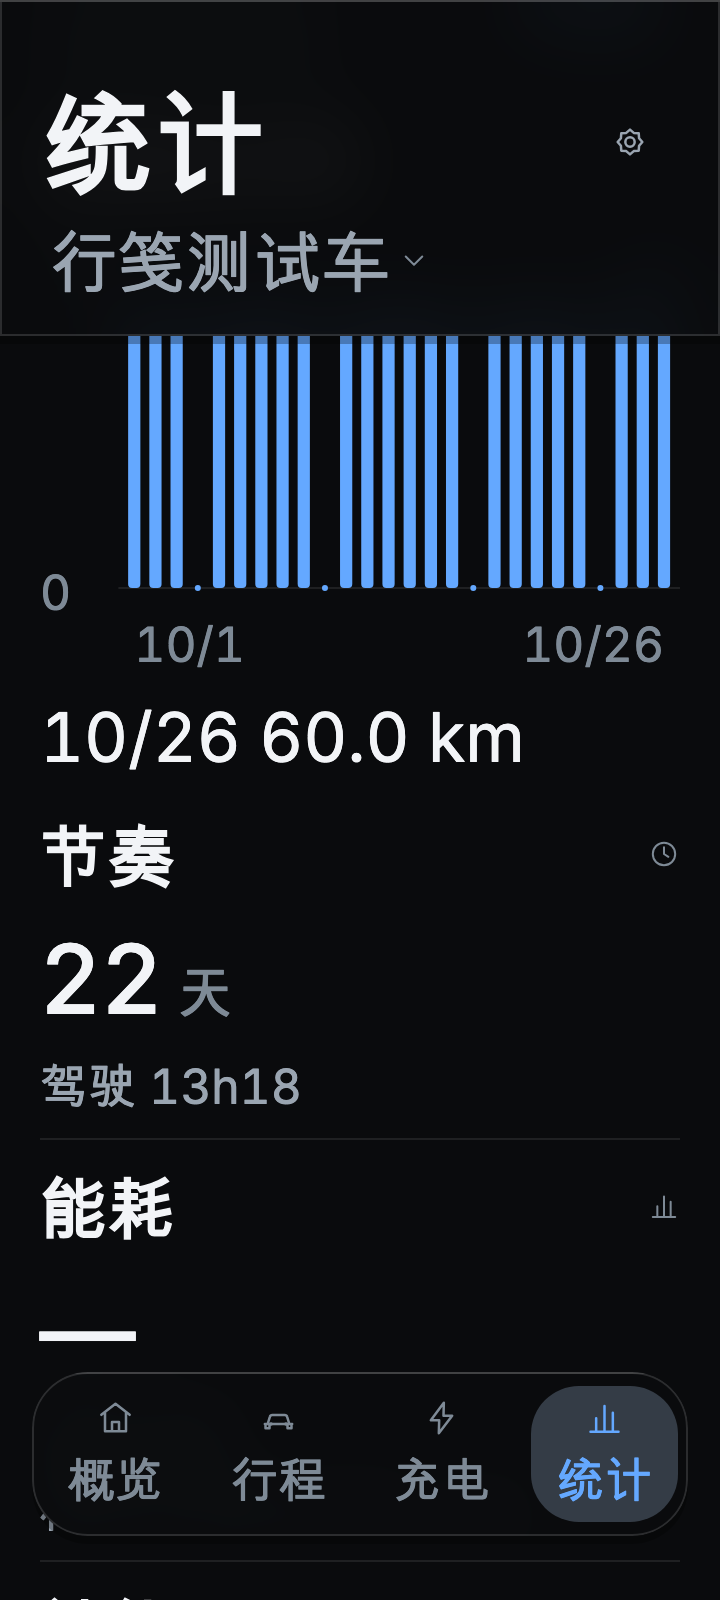 统计
行笺测试车
0
10/1 10/26
10/26 60.0 km
节奏
22 天
驾驶 13h18
能耗
—
概览 行程 充电 统计